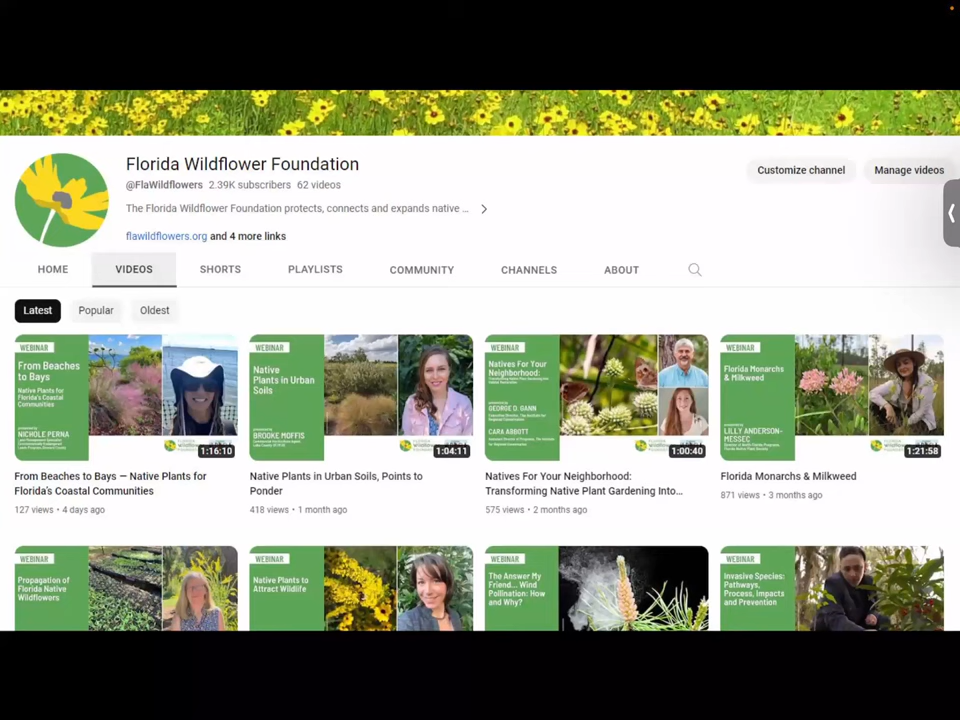 Florida Wildflower Foundation
@FlaWildflowers 2.39K subscribers 62 videos
The Florida Wildflower Foundation protects, connects and expands native ...
flawildflowers.org and 4 more links
Customize channel
Manage videos
HOME
VIDEOS
SHORTS
PLAYLISTS
COMMUNITY
CHANNELS
ABOUT
Latest
Popular
Oldest
WEBINAR
From Beaches
to Bays
Native Plants for
Florida's Coastal
Communities
NICHOLE PERNA
1:16:10
From Beaches to Bays — Native Plants for
Florida's Coastal Communities
127 views • 4 days ago
WEBINAR
Native
Plants in Urban
Soils
BROOKE MOFFIS
1:04:11
Native Plants in Urban Soils, Points to
Ponder
418 views • 1 month ago
WEBINAR
Natives For Your
Neighborhood:
GEORGE D. GANN
CARA ABBOTT
1:00:40
Natives For Your Neighborhood:
Transforming Native Plant Gardening Into...
575 views • 2 months ago
WEBINAR
Florida Monarchs
& Milkweed
LILLY ANDERSON-
MESSEC
1:21:58
Florida Monarchs & Milkweed
871 views • 3 months ago
WEBINAR
Propagation of
Florida Native
Wildflowers
WEBINAR
Native Plants to
Attract Wildlife
WEBINAR
The Answer My
Friend... Wind
Pollination: How
and Why?
WEBINAR
Invasive Species:
Pathways,
Process, Impacts
and Prevention